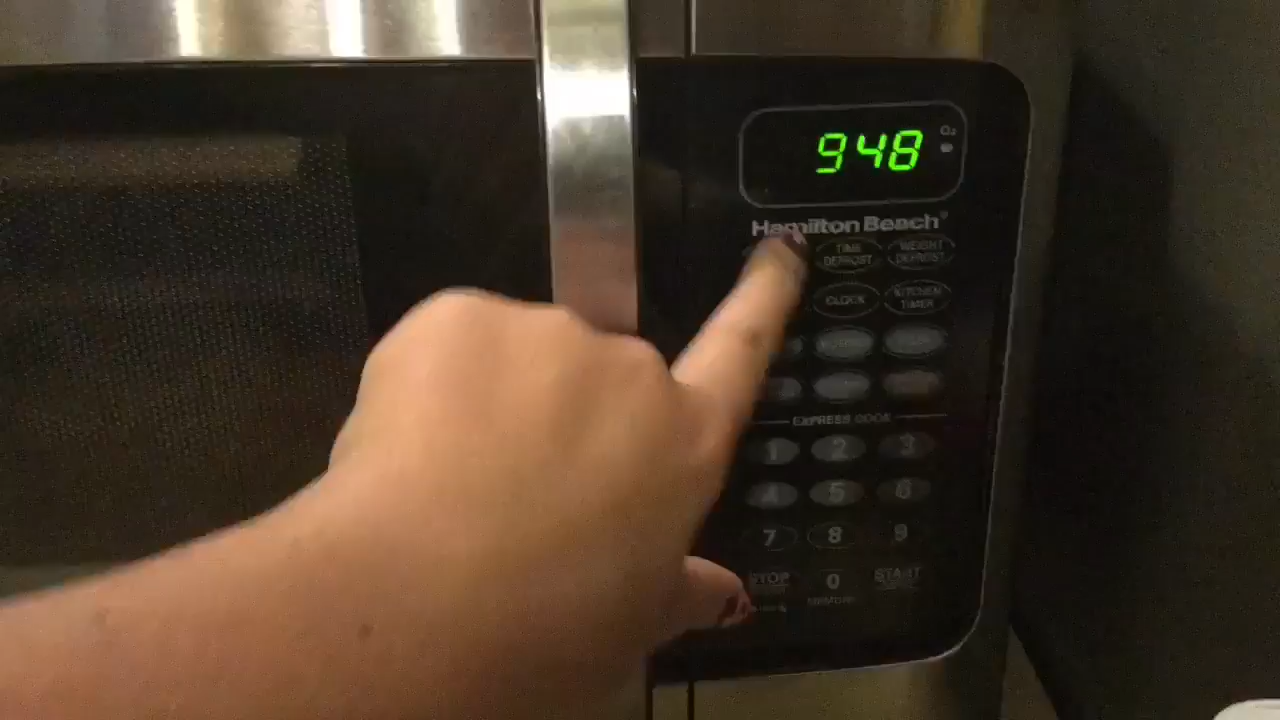 948
Hamilton Beach®
TIME DEFROST
WEIGHT DEFROST
CLOCK
KITCHEN TIMER
EXPRESS COOK
1 2 3
4 5 6
7 8 9
STOP 0 START
MEMORY